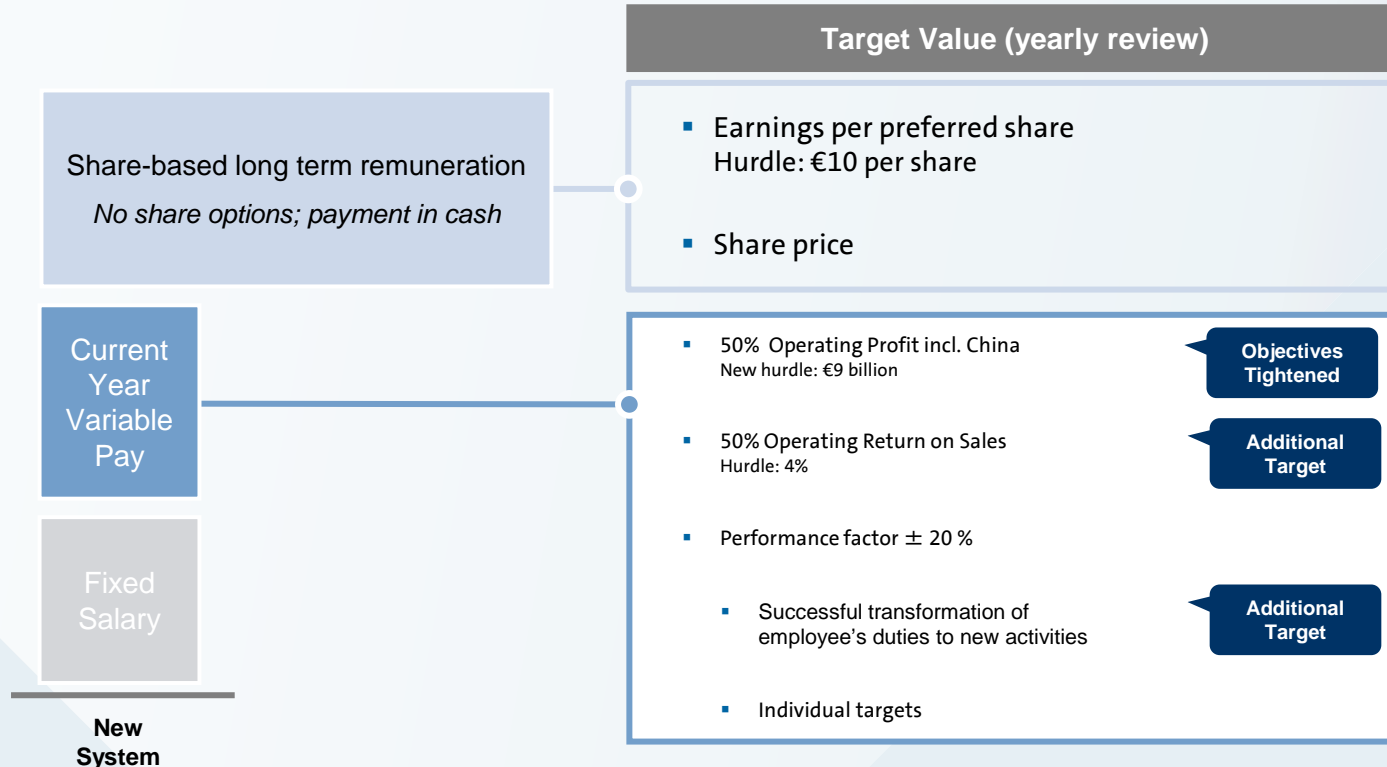 Target Value (yearly review)
Share-based long term remuneration
No share options; payment in cash
▪ Earnings per preferred share
Hurdle: €10 per share
▪ Share price
Current
Year
Variable
Pay
▪ 50% Operating Profit incl. China
New hurdle: €9 billion
Objectives
Tightened
▪ 50% Operating Return on Sales
Hurdle: 4%
Additional
Target
▪ Performance factor ± 20 %
▪ Successful transformation of
employee’s duties to new activities
Additional
Target
▪ Individual targets
Fixed
Salary
New
System